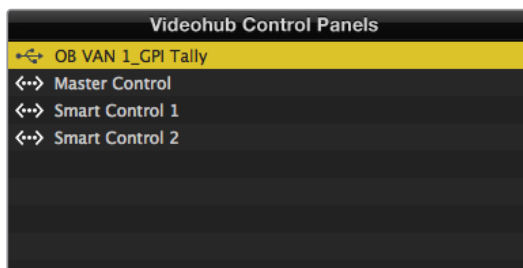 Videohub Control Panels
OB VAN 1_GPI Tally
Master Control
Smart Control 1
Smart Control 2